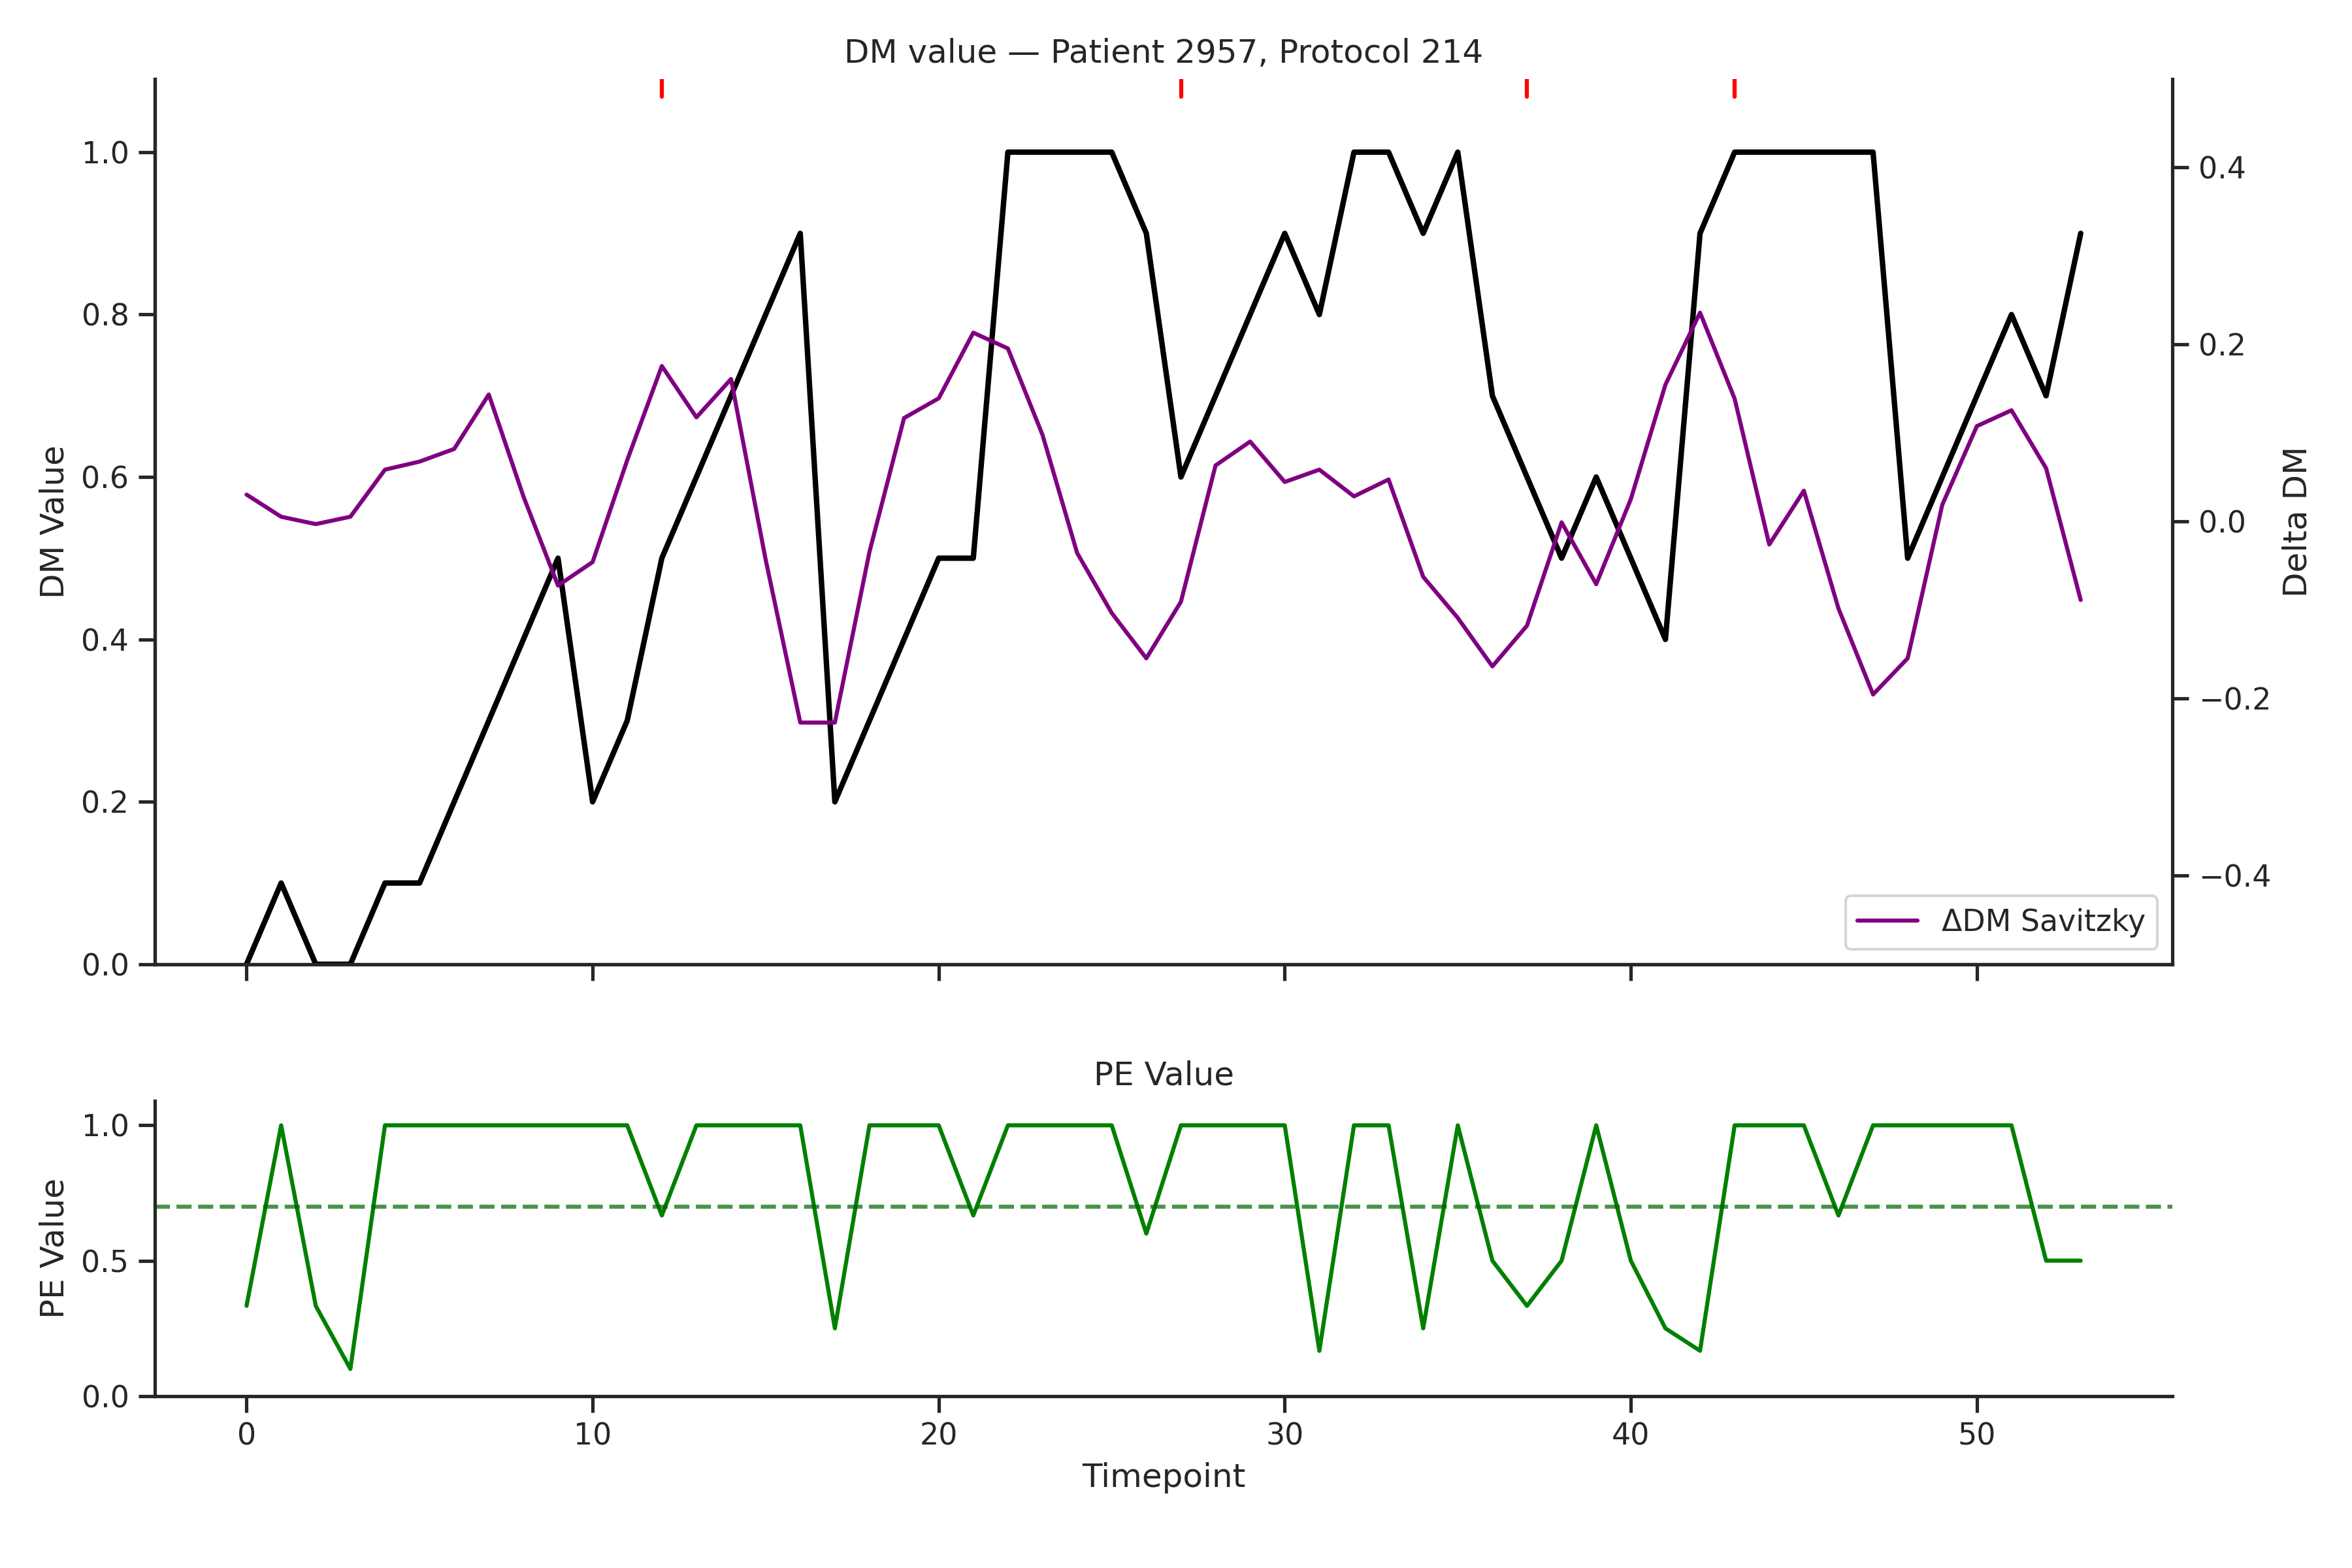 DM value — Patient 2957, Protocol 214
1.0
0.8
0.6
0.4
0.2
0.0
DM Value
0.4
0.2
0.0
−0.2
−0.4
Delta DM
ΔDM Savitzky
PE Value
1.0
0.5
0.0
PE Value
0 10 20 30 40 50
Timepoint